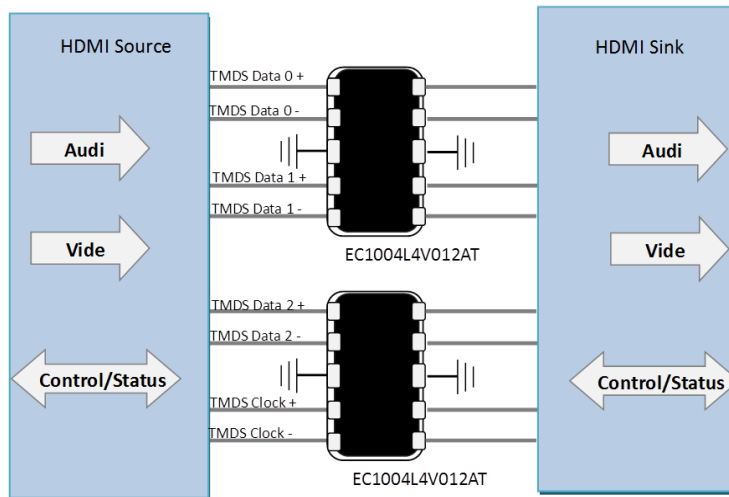 HDMI Source
HDMI Sink
TMDS Data 0 +
TMDS Data 0 -
Audi
Audi
TMDS Data 1 +
TMDS Data 1 -
Vide
Vide
EC1004L4V012AT
TMDS Data 2 +
TMDS Data 2 -
Control/Status
Control/Status
TMDS Clock +
TMDS Clock -
EC1004L4V012AT